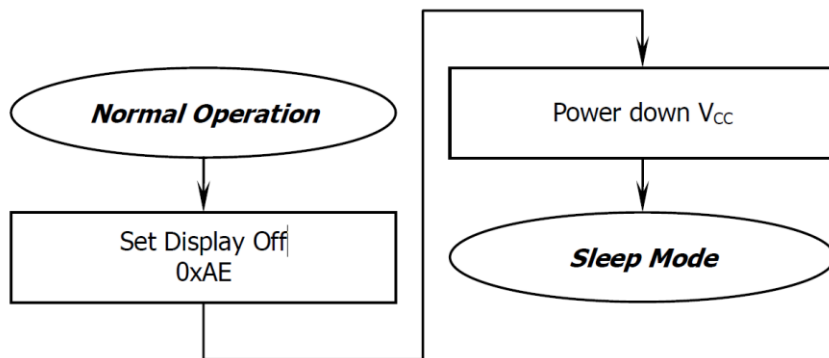 Normal Operation
Set Display Off
0xAE
Power down VCC
Sleep Mode